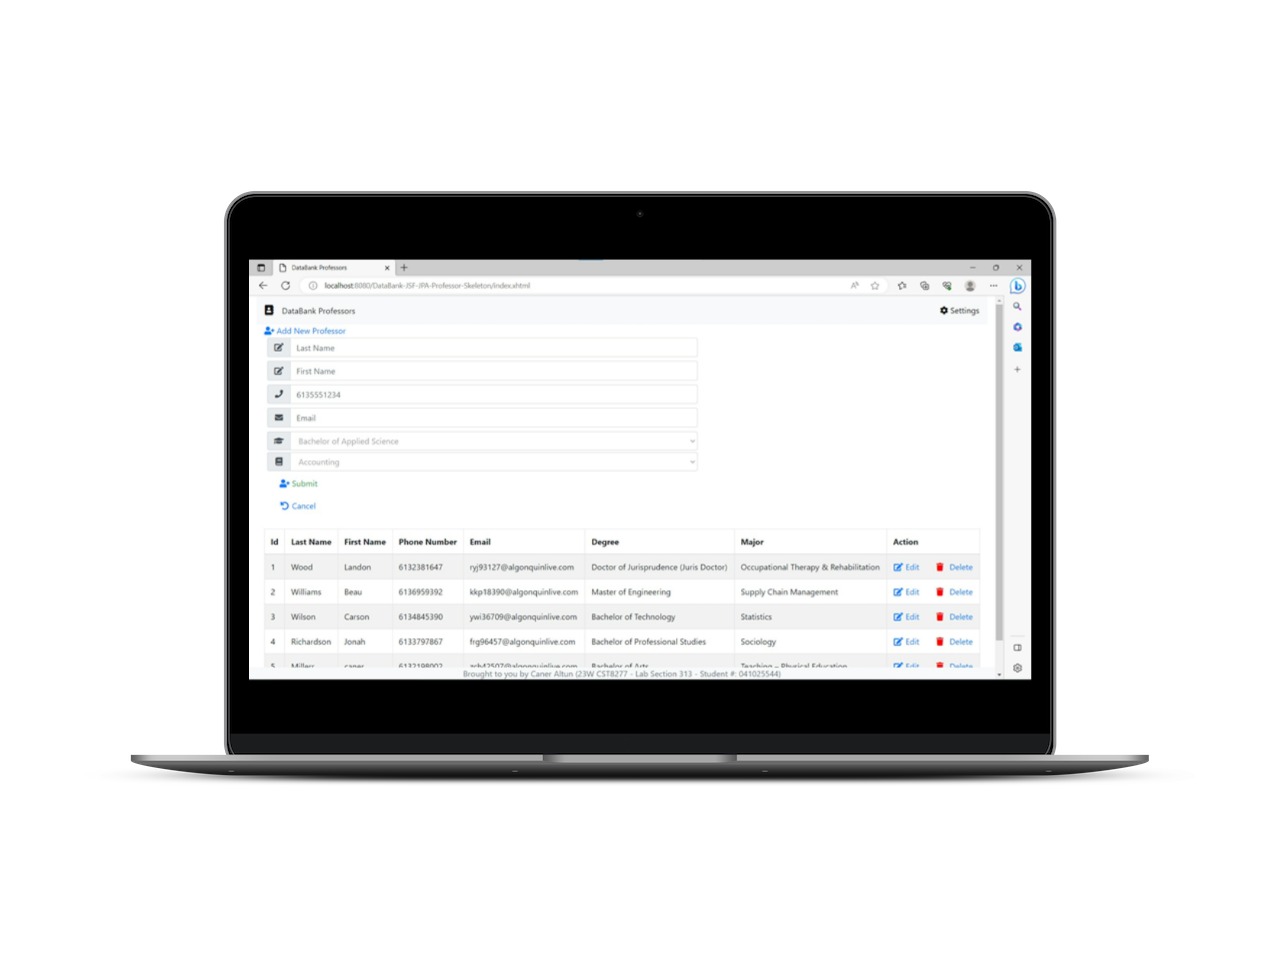 DataBank Professors
localhost:8080/DataBank-JSF-JPA-Professor-Skeleton/index.xhtml
DataBank Professors Settings
Add New Professor
Last Name
First Name
6135551234
Email
Bachelor of Applied Science
Accounting
Submit
Cancel
Id Last Name First Name Phone Number Email Degree Major Action
1 Wood Landon 6132381647 ryj93127@algonquinlive.com Doctor of Jurisprudence (Juris Doctor) Occupational Therapy & Rehabilitation Edit Delete
2 Williams Beau 6136959392 kkp18390@algonquinlive.com Master of Engineering Supply Chain Management Edit Delete
3 Wilson Carson 6134845390 ywi36709@algonquinlive.com Bachelor of Technology Statistics Edit Delete
4 Richardson Jonah 6133797867 frg96457@algonquinlive.com Bachelor of Professional Studies Sociology Edit Delete
5 caner 6132198002 Bachelor of Arts Teaching – Physical Education Edit Delete
Brought to you by Caner Altun (23W CST8277 - Lab Section 313 - Student #: 041025544)